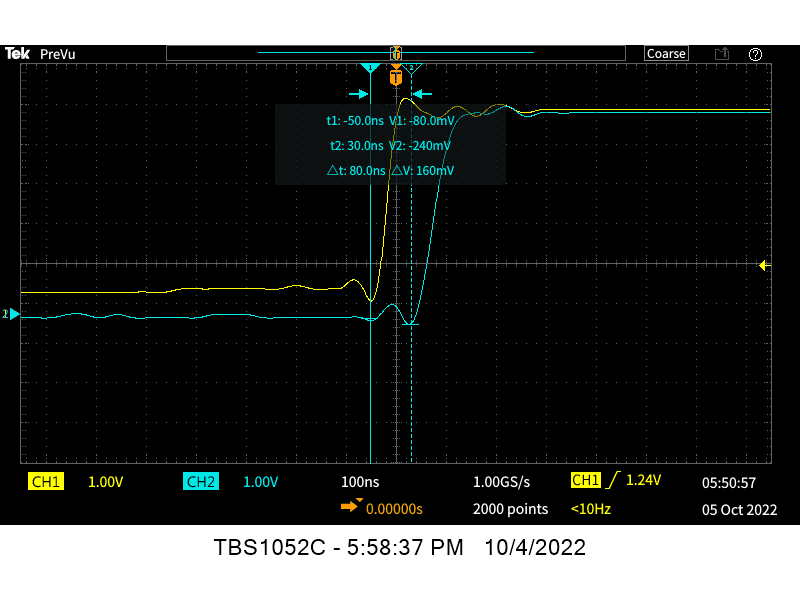 Tek PreVu Coarse
1 2
T
t1: -50.0ns V1: -80.0mV
t2: 30.0ns V2: -240mV
△t: 80.0ns △V: 160mV
CH1 1.00V CH2 1.00V 100ns 1.00GS/s CH1 1.24V 05:50:57
0.00000s 2000 points <10Hz 05 Oct 2022
TBS1052C - 5:58:37 PM 10/4/2022